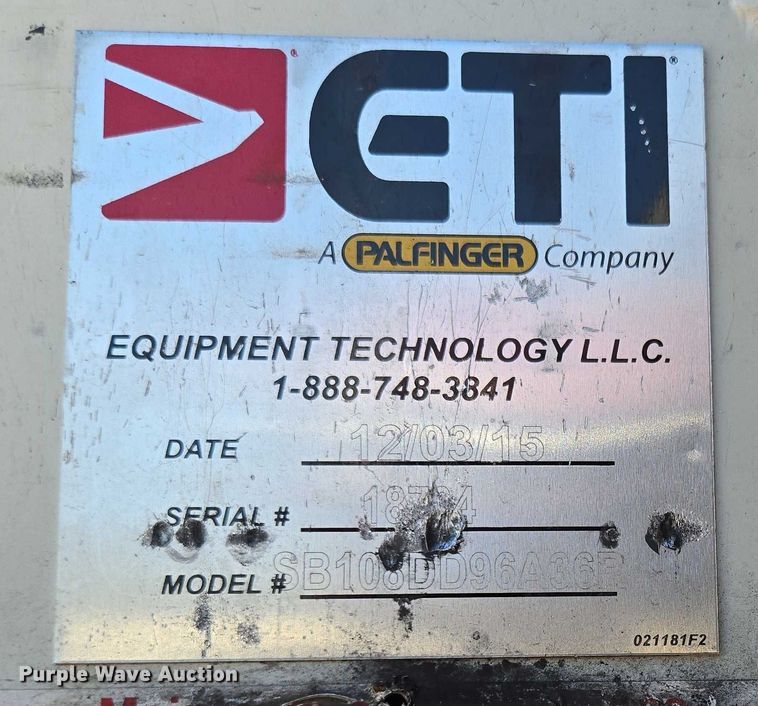 ETI
A PALFINGER Company
EQUIPMENT TECHNOLOGY L.L.C.
1-888-748-3841
DATE 12/03/15
SERIAL #
MODEL #
021181F2
Purple Wave Auction